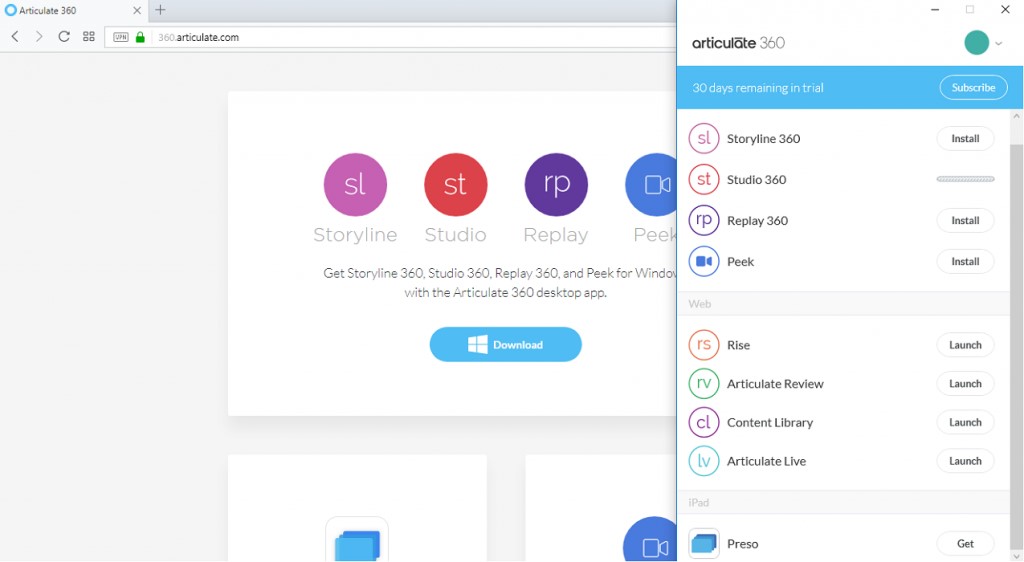 Articulate 360
VPN
360.articulate.com
sl
st
rp
Storyline
Studio
Replay
Peek
Get Storyline 360, Studio 360, Replay 360, and Peek for Window
with the Articulate 360 desktop app.
Download
articulate 360
30 days remaining in trial
Subscribe
sl Storyline 360 Install
st Studio 360
rp Replay 360 Install
Peek Install
Web
rs Rise Launch
rv Articulate Review Launch
cl Content Library Launch
lv Articulate Live Launch
iPad
Preso Get